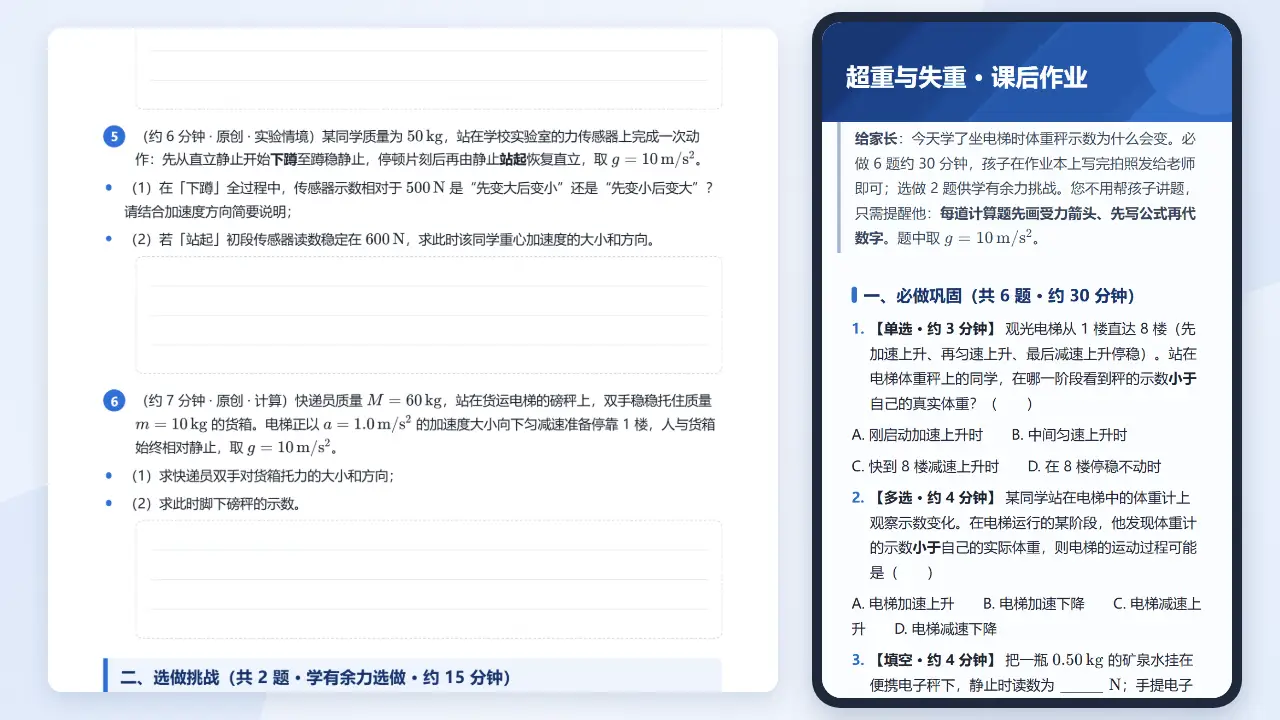 5 （约 6 分钟 · 原创 · 实验情境）某同学质量为 50 kg，站在学校实验室的力传感器上完成一次动
作：先从直立静止开始下蹲至蹲稳静止，停顿片刻后再由静止站起恢复直立，取 g = 10 m/s²。
• （1）在「下蹲」全过程中，传感器示数相对于 500 N 是“先变大后变小”还是“先变小后变大”？
请结合加速度方向简要说明；
• （2）若「站起」初段传感器读数稳定在 600 N，求此时该同学重心加速度的大小和方向。
6 （约 7 分钟 · 原创 · 计算）快递员质量 M = 60 kg，站在货运电梯的磅秤上，双手稳稳托住质量
m = 10 kg 的货箱。电梯正以 a = 1.0 m/s² 的加速度大小向下匀减速准备停靠 1 楼，人与货箱
始终相对静止，取 g = 10 m/s²。
• （1）求快递员双手对货箱托力的大小和方向；
• （2）求此时脚下磅秤的示数。
二、选做挑战（共 2 题 • 学有余力选做 • 约 15 分钟）
超重与失重 • 课后作业
给家长：今天学了坐电梯时体重秤示数为什么会变。必
做 6 题约 30 分钟，孩子在作业本上写完拍照发给老师
即可；选做 2 题供学有余力挑战。您不用帮孩子讲题，
只需提醒他：每道计算题先画受力箭头、先写公式再代
数字。题中取 g = 10 m/s²。
一、必做巩固（共 6 题 • 约 30 分钟）
1. 【单选 • 约 3 分钟】 观光电梯从 1 楼直达 8 楼（先
加速上升、再匀速上升、最后减速上升停稳）。站在
电梯体重秤上的同学，在哪一阶段看到秤的示数小于
自己的真实体重？（　　）
A. 刚启动加速上升时　　B. 中间匀速上升时
C. 快到 8 楼减速上升时　　D. 在 8 楼停稳不动时
2. 【多选 • 约 4 分钟】 某同学站在电梯中的体重计上
观察示数变化。在电梯运行的某阶段，他发现体重计
的示数小于自己的实际体重，则电梯的运动过程可能
是（　　）
A. 电梯加速上升　　B. 电梯加速下降　　C. 电梯减速上
升　　D. 电梯减速下降
3. 【填空 • 约 4 分钟】 把一瓶 0.50 kg 的矿泉水挂在
便携电子秤下，静止时读数为 ______ N；手提电子